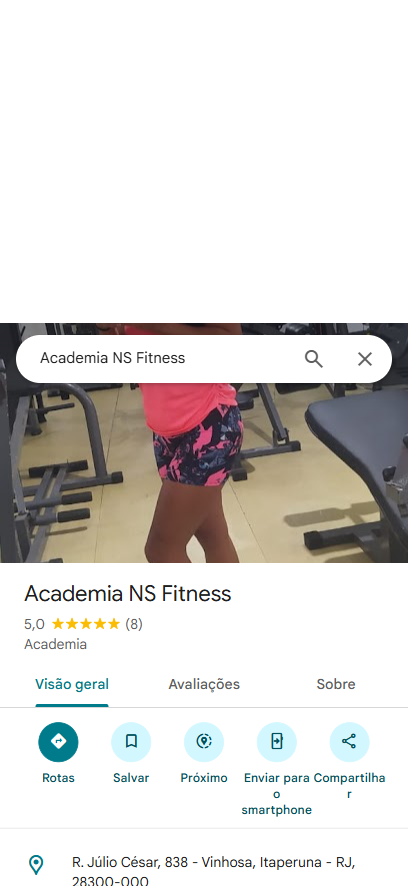 Academia NS Fitness
Academia NS Fitness
5,0 (8)
Academia
Visão geral Avaliações Sobre
Rotas Salvar Próximo Enviar para o smartphone Compartilhar
R. Júlio César, 838 - Vinhosa, Itaperuna - RJ,
28300-000